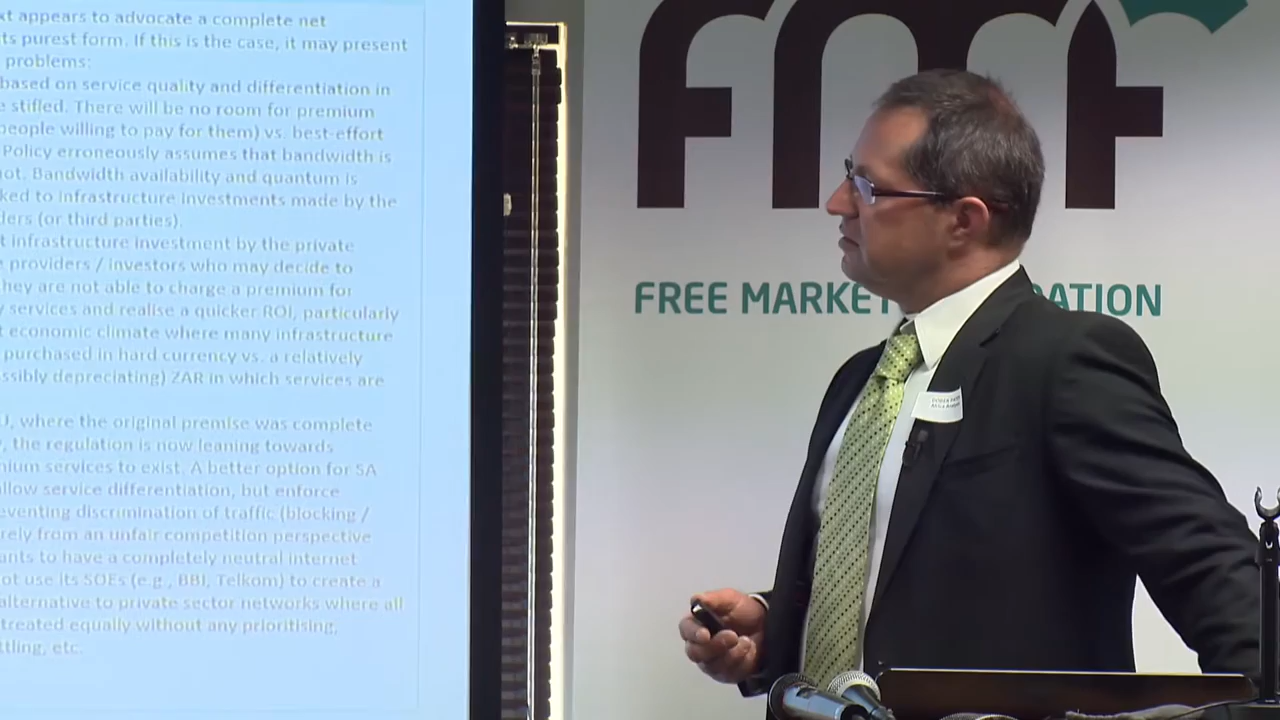 xt appears to advocate a complete net
ts purest form. If this is the case, it may present
problems:
based on service quality and differentiation in
e stifled. There will be no room for premium
people willing to pay for them) vs. best-effort
Policy erroneously assumes that bandwidth is
not. Bandwidth availability and quantum is
ked to infrastructure investments made by the
ders (or third parties).
t infrastructure investment by the private
e providers / investors who may decide to
they are not able to charge a premium for
y services and realise a quicker ROI, particularly
t economic climate where many infrastructure
purchased in hard currency vs. a relatively
ssibly depreciating) ZAR in which services are
U, where the original premise was complete
, the regulation is now leaning towards
nium services to exist. A better option for SA
allow service differentiation, but enforce
eventing discrimination of traffic (blocking /
rely from an unfair competition perspective
ants to have a completely neutral internet
ot use its SOEs (e.g., BBI, Telkom) to create a
alternative to private sector networks where all
treated equally without any prioritising,
ttling, etc.
FMF
FREE MARKET DATION